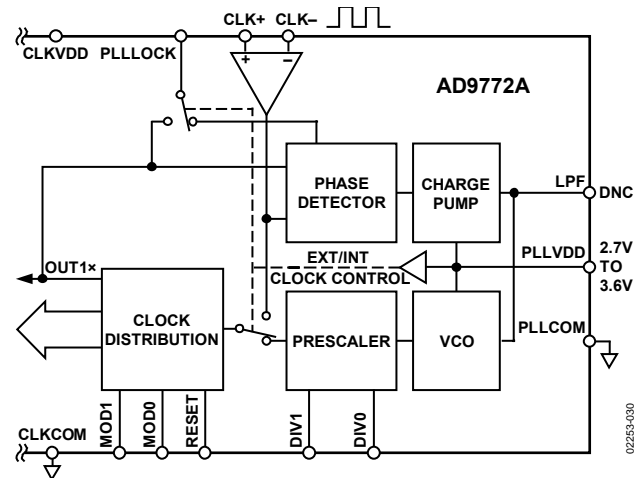 CLK+ CLK–
CLKVDD
PLLLOCK
+
–
AD9772A
PHASE
DETECTOR
CHARGE
PUMP
LPF
DNC
OUT1×
EXT/INT
CLOCK CONTROL
PLLVDD
2.7V
TO
3.6V
CLOCK
DISTRIBUTION
PRESCALER
VCO
PLLCOM
CLKCOM
MOD1
MOD0
RESET
DIV1
DIV0
02253-030